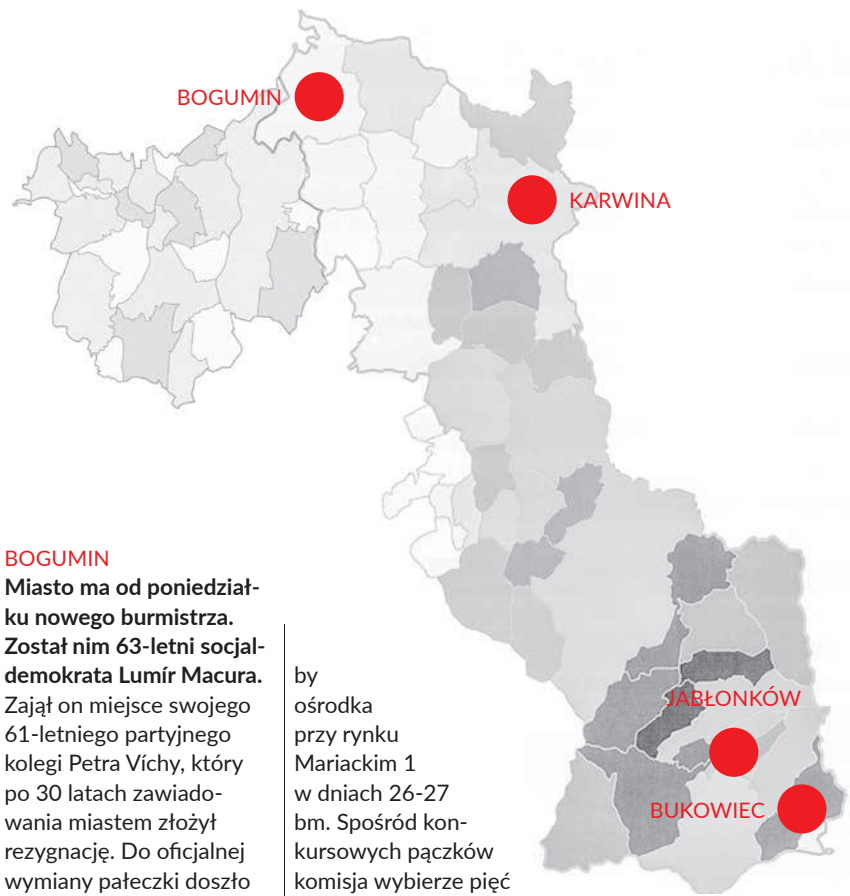 BOGUMIN
KARWINA
JABŁONKÓW
BUKOWIEC
BOGUMIN
Miasto ma od poniedział-
ku nowego burmistrza.
Został nim 63-letni socjal-
demokrata Lumír Macura.
Zajął on miejsce swojego
61-letniego partyjnego
kolegi Petra Víchy, który
po 30 latach zawiado-
wania miastem złożył
rezygnację. Do oficjalnej
wymiany pałeczki doszło
by
ośrodka
przy rynku
Mariackim 1
w dniach 26-27
bm. Spośród kon-
kursowych pączków
komisja wybierze pięć